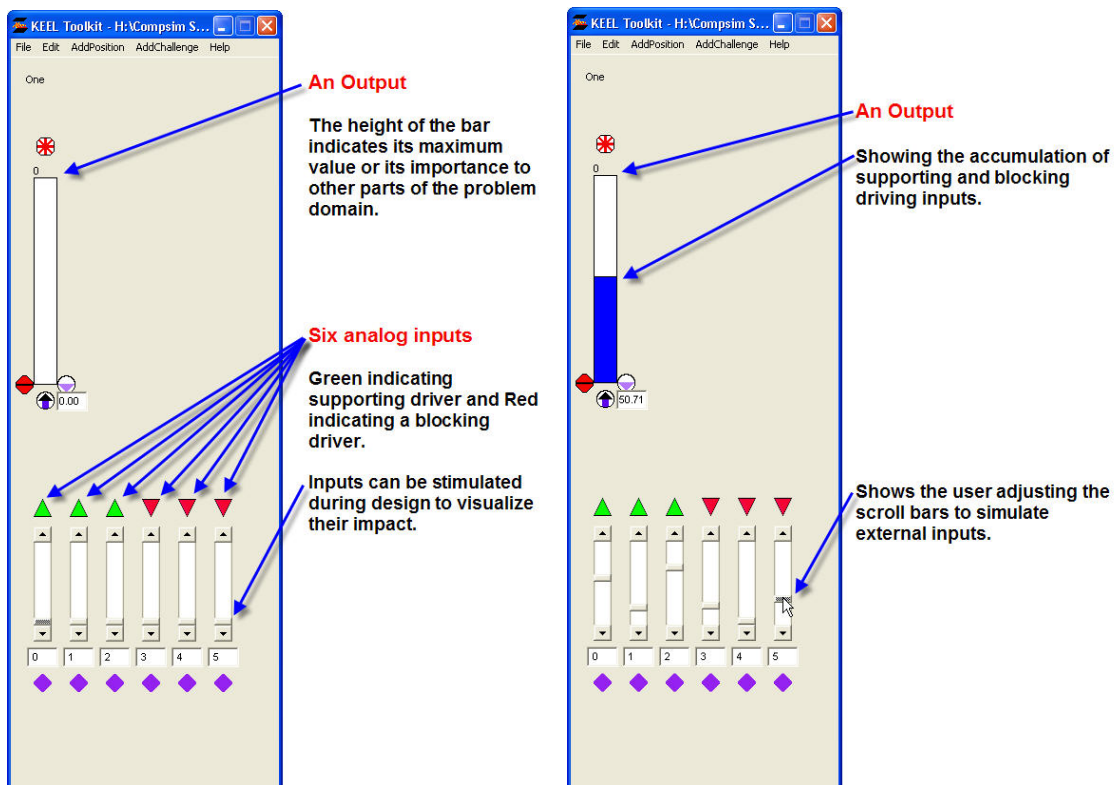 KEEL Toolkit - H:\Compsim S...
File Edit AddPosition AddChallenge Help
One
0
0.00
0 1 2 3 4 5
An Output
The height of the bar
indicates its maximum
value or its importance to
other parts of the problem
domain.
Six analog inputs
Green indicating
supporting driver and Red
indicating a blocking
driver.
Inputs can be stimulated
during design to visualize
their impact.
KEEL Toolkit - H:\Compsim S...
File Edit AddPosition AddChallenge Help
One
0
50.71
0 1 2 3 4 5
An Output
Showing the accumulation of
supporting and blocking
driving inputs.
Shows the user adjusting the
scroll bars to simulate
external inputs.